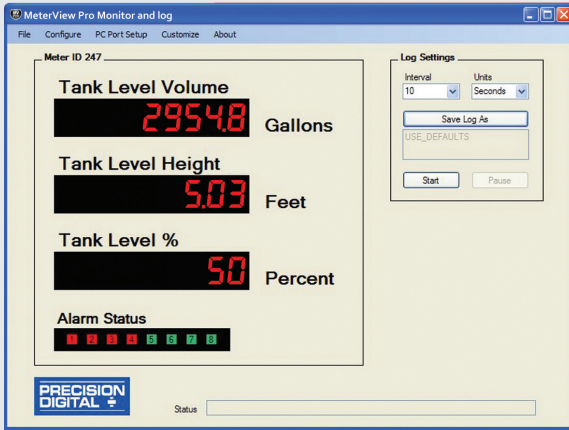 MeterView Pro Monitor and log
File Configure PC Port Setup Customize About
Meter ID 247
Tank Level Volume
2954.8 Gallons
Tank Level Height
5.03 Feet
Tank Level %
50 Percent
Alarm Status
1 2 3 4 5 6 7 8
Log Settings
Interval Units
10 Seconds
Save Log As
USE_DEFAULTS
Start Pause
PRECISION
DIGITAL
Status